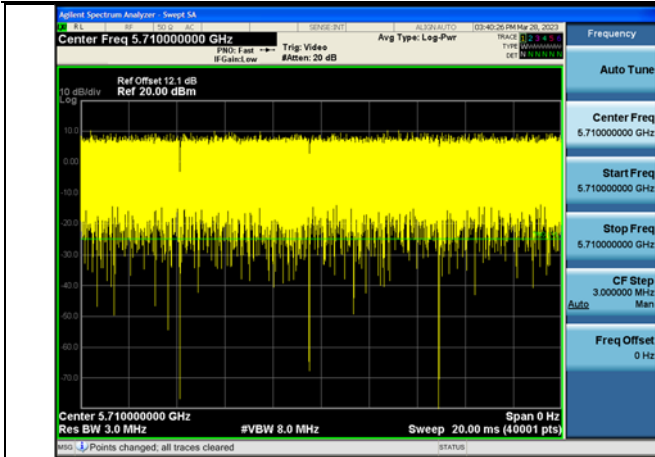 Agilent Spectrum Analyzer - Swept SA
RL RF 50 Ω AC SENSE:INT ALIGNAUTO 03:40:26 PM Mar 28, 2023
Center Freq 5.710000000 GHz
PNO: Fast
IFGain:Low
Trig: Video
#Atten: 20 dB
Avg Type: Log-Pwr
TRACE 1 2 3 4 5 6
TYPE
DET N N N N N N
Ref Offset 12.1 dB
10 dB/div Ref 20.00 dBm
Log
10.0
0.00
-10.0
-20.0
-30.0
-40.0
-50.0
-60.0
-70.0
Center 5.710000000 GHz Span 0 Hz
Res BW 3.0 MHz #VBW 8.0 MHz Sweep 20.00 ms (40001 pts)
MSG Points changed; all traces cleared STATUS
Frequency
Auto Tune
Center Freq
5.710000000 GHz
Start Freq
5.710000000 GHz
Stop Freq
5.710000000 GHz
CF Step
3.000000 MHz
Auto Man
Freq Offset
0 Hz